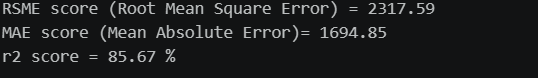 RSME score (Root Mean Square Error) = 2317.59
MAE score (Mean Absolute Error)= 1694.85
r2 score = 85.67 %